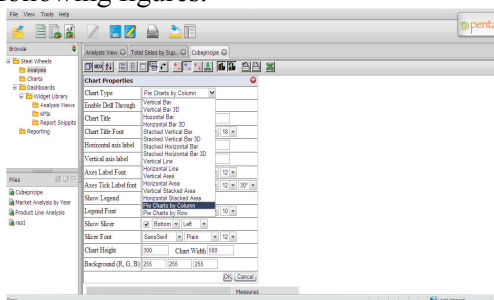 following figures.
File View Tools Help
penta
Browse
Analysis View
Total Sales by Sup..
Cubepricipe
Steel Wheels
Analysis
Charts
Dashboards
Widget Library
Analysis Views
KPIs
Report Snippits
Reporting
Files
Cubepricipe
Market Analysis by Year
Product Line Analysis
res1
Chart Properties
Chart Type Pie Charts by Column
Enable Drill Through
Chart Title
Chart Title Font 18
Horizontal axis label
Vertical axis label
Axes Label Font 12
Axes Tick Label font 12 30°
Show Legend
Legend Font 10
Show Slicer Bottom Left
Slicer Font SansSerif Plain 12
Chart Height 300 Chart Width 500
Background (R, G, B) 255 255 255
OK Cancel
Vertical Bar
Vertical Bar 3D
Horizontal Bar
Horizontal Bar 3D
Stacked Vertical Bar
Stacked Vertical Bar 3D
Stacked Horizontal Bar
Stacked Horizontal Bar 3D
Vertical Line
Horizontal Line
Vertical Area
Horizontal Area
Vertical Stacked Area
Horizontal Stacked Area
Pie Charts by Column
Pie Charts by Row
Measures